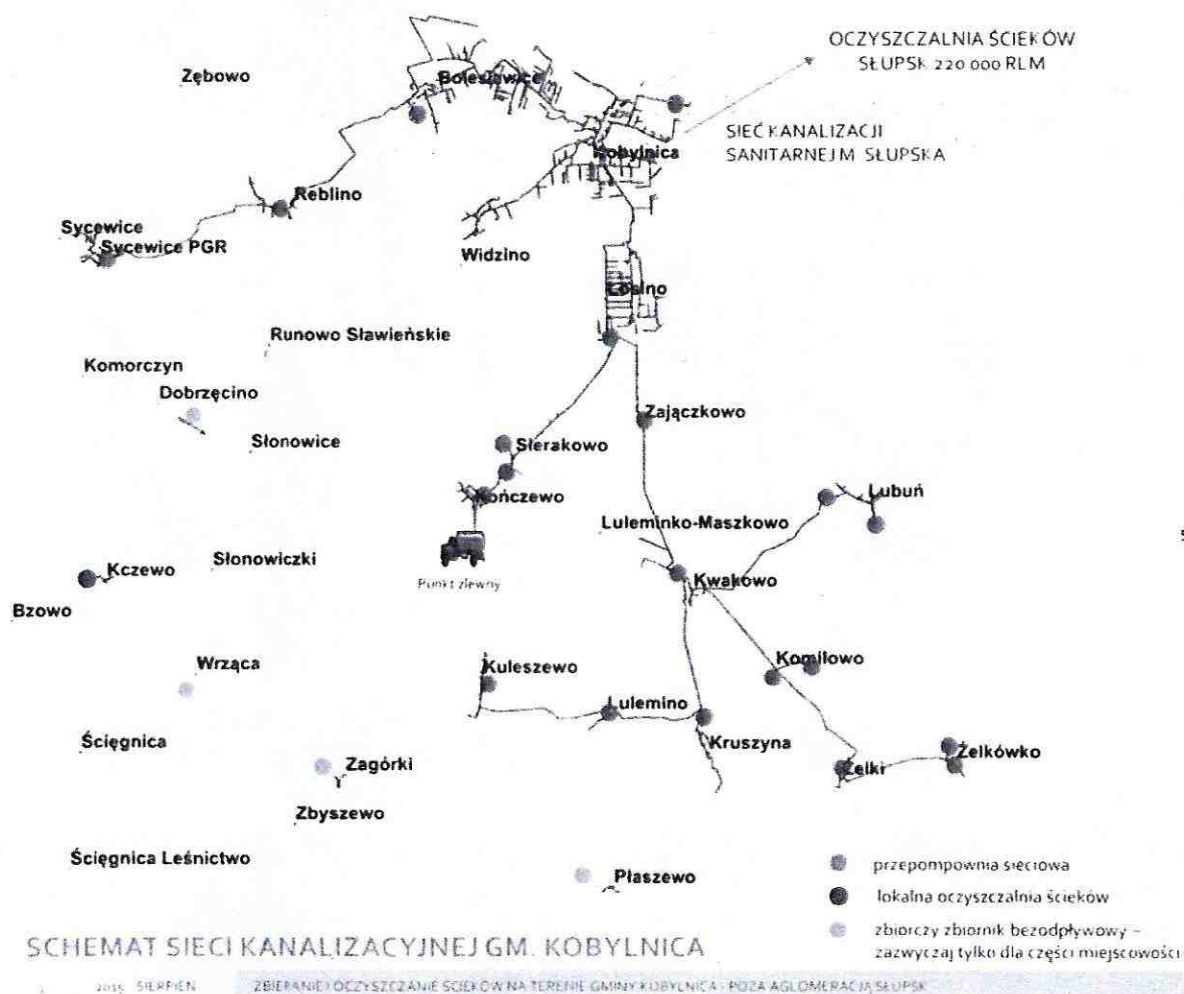 OCZYSZCZALNIA ŚCIEKÓW
SŁUPSK 220 000 RLM
Zębowo
Bolesławice
SIEĆ KANALIZACJI
SANITARNEJ M. SŁUPSKA
Kobylnica
Reblino
Sycewice
Sycewice PGR
Widzino
Łosino
Runowo Sławieńskie
Komorczyn
Dobrzęcino
Zajączkowo
Słonowice
Sierakowo
Kończewo
Lubuń
Luleminko-Maszkowo
Słonowiczki
Kczewo
Punkt zlewny
Kwakowo
Bzowo
Wrząca
Kuleszewo
Komiłowo
Lulemino
Kruszyna
Ścięgnica
Zagórki
Żelki
Żelkówko
Zbyszewo
Ścięgnica Leśnictwo
Płaszewo
przepompownia sieciowa
lokalna oczyszczalnia ścieków
zbiorczy zbiornik bezodpływowy –
zazwyczaj tylko dla części miejscowości
SCHEMAT SIECI KANALIZACYJNEJ GM. KOBYLNICA
2015 SIERPIEŃ ZBIERANIE I OCZYSZCZANIE ŚCIEKÓW NA TERENIE GMINY KOBYLNICA - POZA AGLOMERACJĄ SŁUPSK